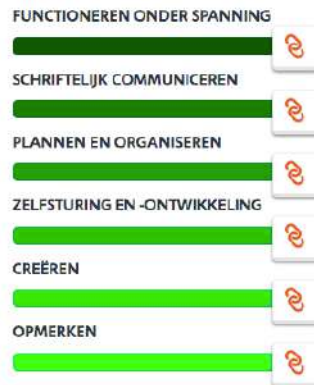 FUNCTIONEREN ONDER SPANNING
SCHRIFTELIJK COMMUNICEREN
PLANNEN EN ORGANISEREN
ZELFSTURING EN -ONTWIKKELING
CREËREN
OPMERKEN